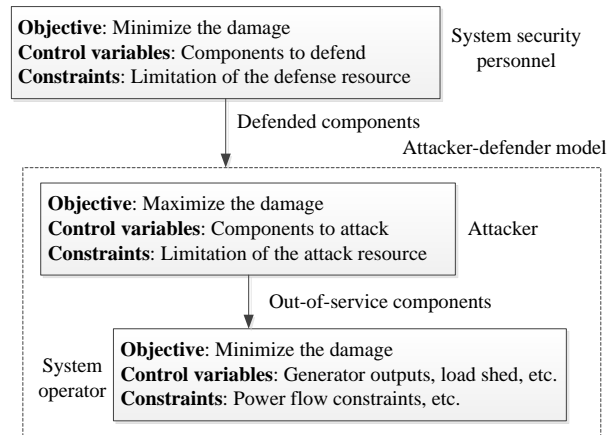 Objective: Minimize the damage
Control variables: Components to defend
Constraints: Limitation of the defense resource
System security
personnel
Defended components
Attacker-defender model
Objective: Maximize the damage
Control variables: Components to attack
Constraints: Limitation of the attack resource
Attacker
Out-of-service components
System
operator
Objective: Minimize the damage
Control variables: Generator outputs, load shed, etc.
Constraints: Power flow constraints, etc.